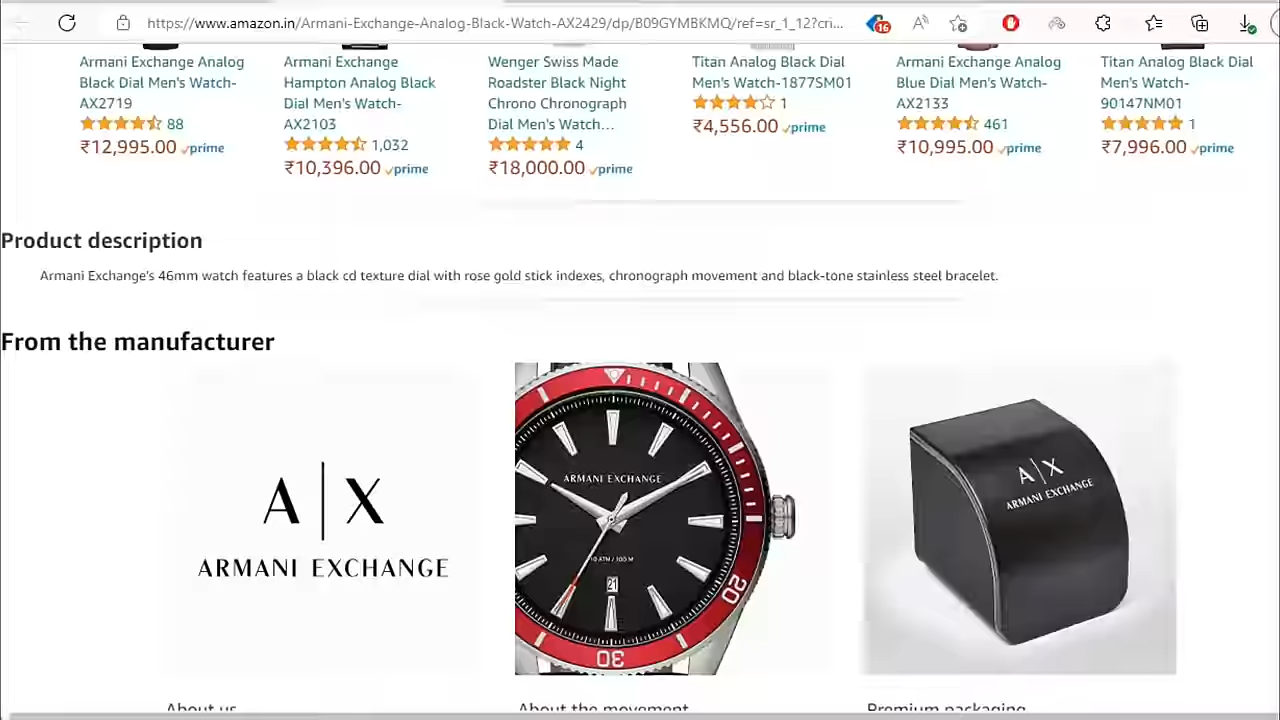 https://www.amazon.in/Armani-Exchange-Analog-Black-Watch-AX2429/dp/B09GYMBKMQ/ref=sr_1_12?cri...
16
Armani Exchange Analog
Black Dial Men's Watch-
AX2719
88
₹12,995.00 prime
Armani Exchange
Hampton Analog Black
Dial Men's Watch-
AX2103
1,032
₹10,396.00 prime
Wenger Swiss Made
Roadster Black Night
Chrono Chronograph
Dial Men's Watch...
4
₹18,000.00 prime
Titan Analog Black Dial
Men's Watch-1877SM01
1
₹4,556.00 prime
Armani Exchange Analog
Blue Dial Men's Watch-
AX2133
461
₹10,995.00 prime
Titan Analog Black Dial
Men's Watch-
90147NM01
1
₹7,996.00 prime
Product description
Armani Exchange's 46mm watch features a black cd texture dial with rose gold stick indexes, chronograph movement and black-tone stainless steel bracelet.
From the manufacturer
A|X
ARMANI EXCHANGE
ARMANI EXCHANGE
10 ATM / 100 M
21
20
30
A|X
ARMANI EXCHANGE
About us
About the movement
Premium packaging